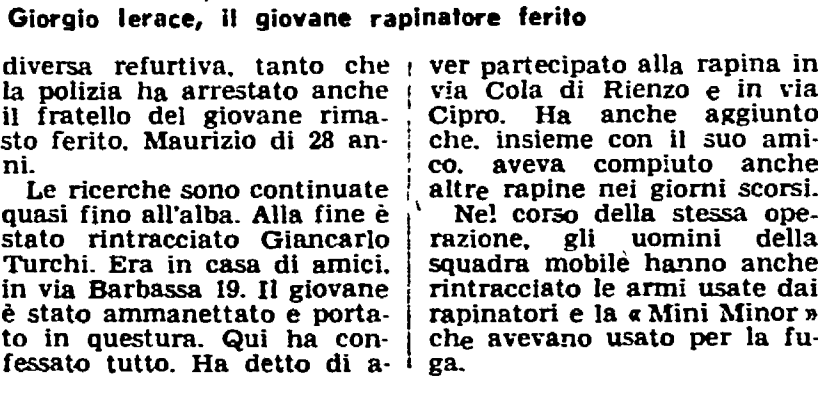 Giorgio Ierace, il giovane rapinatore ferito
diversa refurtiva, tanto che
la polizia ha arrestato anche
il fratello del giovane rima-
sto ferito, Maurizio di 28 an-
ni.
Le ricerche sono continuate
quasi fino all'alba. Alla fine è
stato rintracciato Giancarlo
Turchi. Era in casa di amici,
in via Barbassa 19. Il giovane
è stato ammanettato e porta-
to in questura. Qui ha con-
fessato tutto. Ha detto di a-
ver partecipato alla rapina in
via Cola di Rienzo e in via
Cipro. Ha anche aggiunto
che, insieme con il suo ami-
co, aveva compiuto anche
altre rapine nei giorni scorsi.
Nel corso della stessa ope-
razione, gli uomini della
squadra mobile hanno anche
rintracciato le armi usate dai
rapinatori e la « Mini Minor »
che avevano usato per la fu-
ga.